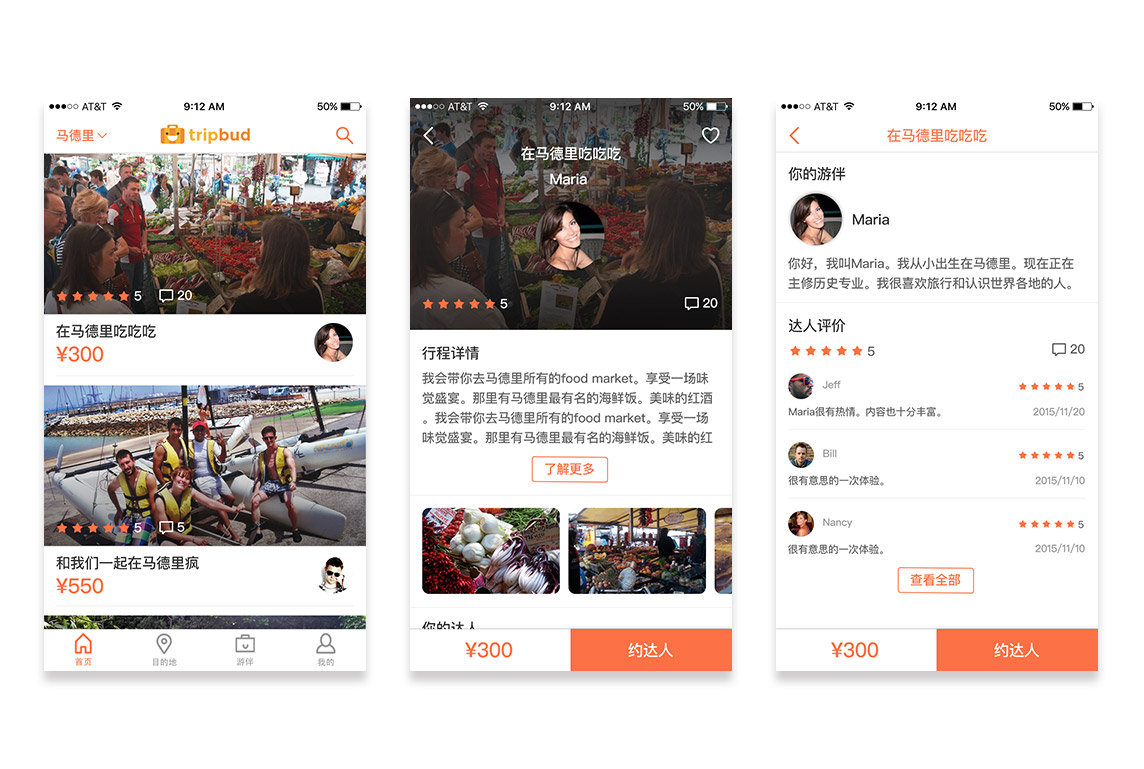 AT&T 9:12 AM 50%
马德里 tripbud
5 20
在马德里吃吃吃
¥300
5 5
和我们一起在马德里疯
¥550
首页 目的地 游伴 我的
AT&T 9:12 AM 50%
在马德里吃吃吃
Maria
5 20
行程详情
我会带你去马德里所有的food market。享受一场味
觉盛宴。那里有马德里最有名的海鲜饭。美味的红酒
。我会带你去马德里所有的food market。享受一场
味觉盛宴。那里有马德里最有名的海鲜饭。美味的红
了解更多
你的达人
¥300 约达人
AT&T 9:12 AM 50%
在马德里吃吃吃
你的游伴
Maria
你好，我叫Maria。我从小出生在马德里。现在正在
主修历史专业。我很喜欢旅行和认识世界各地的人。
达人评价
5 20
Jeff 5
Maria很有热情。内容也十分丰富。 2015/11/20
Bill 5
很有意思的一次体验。 2015/11/10
Nancy 5
很有意思的一次体验。 2015/11/10
查看全部
¥300 约达人